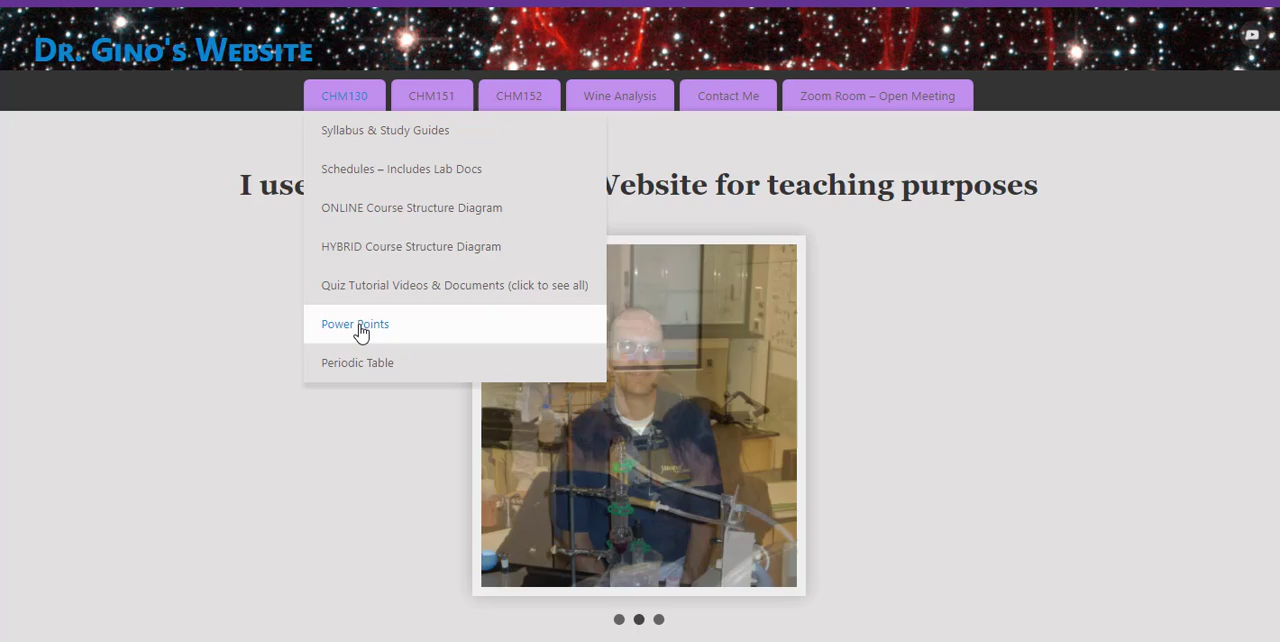 Dr. Gino's Website
CHM130
CHM151
CHM152
Wine Analysis
Contact Me
Zoom Room – Open Meeting
Syllabus & Study Guides
Schedules – Includes Lab Docs
ONLINE Course Structure Diagram
HYBRID Course Structure Diagram
Quiz Tutorial Videos & Documents (click to see all)
Power Points
Periodic Table
I use Website for teaching purposes